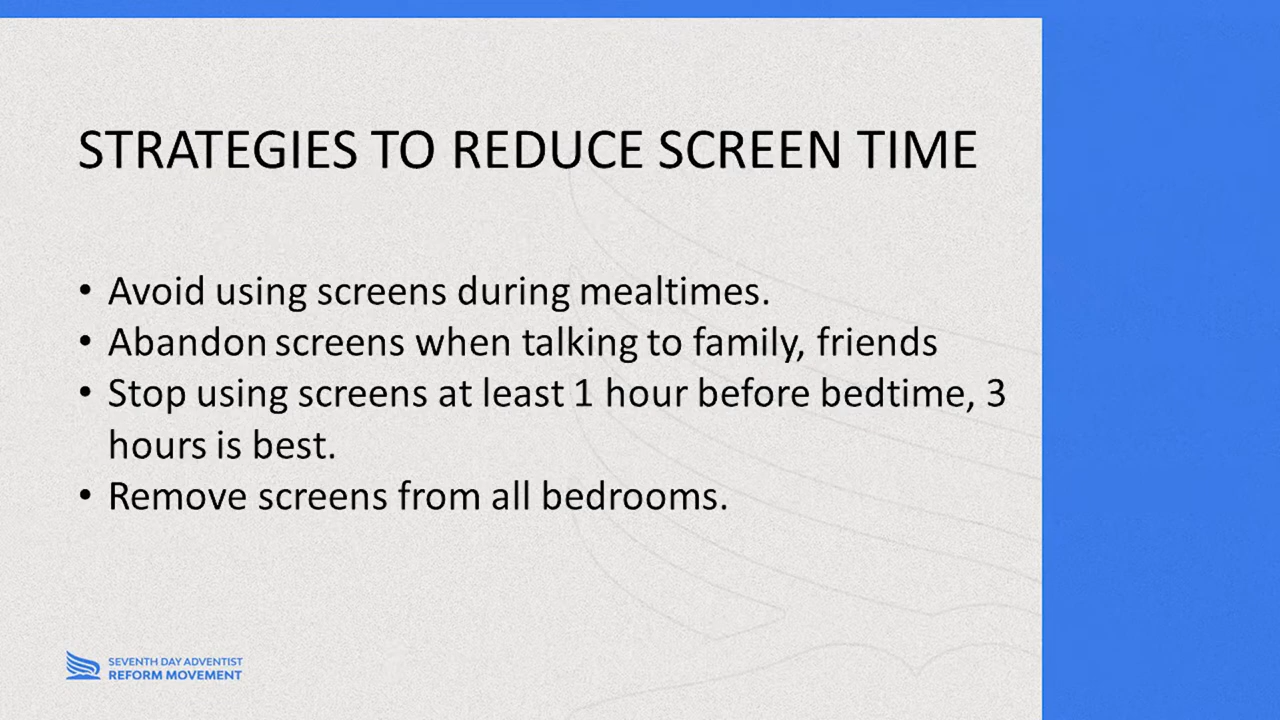 STRATEGIES TO REDUCE SCREEN TIME
• Avoid using screens during mealtimes.
• Abandon screens when talking to family, friends
• Stop using screens at least 1 hour before bedtime, 3
hours is best.
• Remove screens from all bedrooms.
SEVENTH DAY ADVENTIST
REFORM MOVEMENT